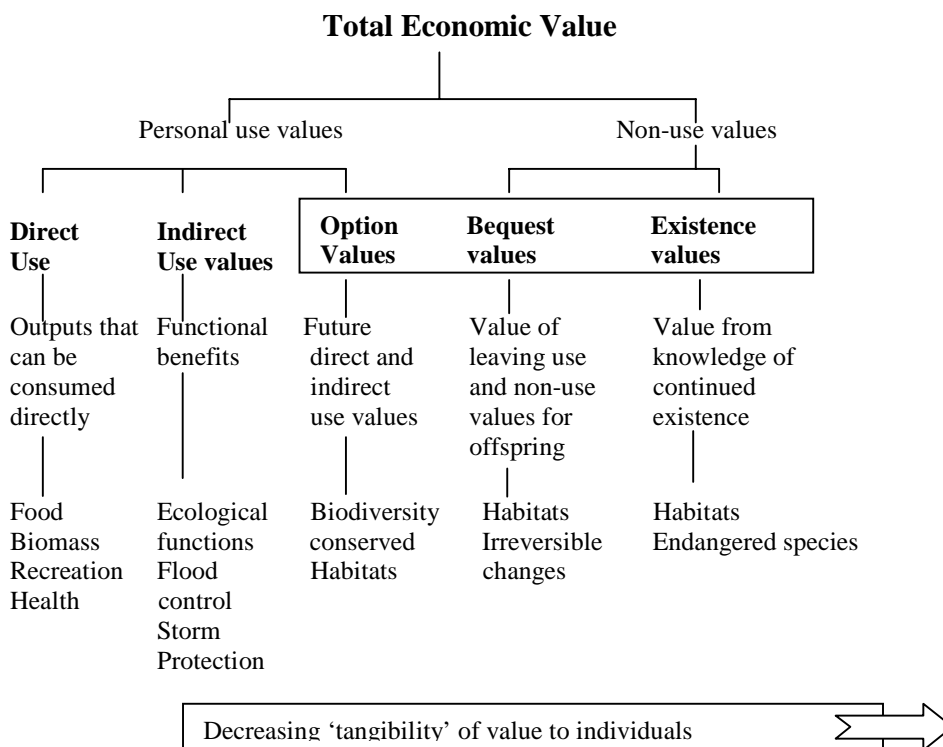 Total Economic Value
Personal use values
Non-use values
Direct
Use
Indirect
Use values
Option
Values
Bequest
values
Existence
values
Outputs that
can be
consumed
directly
Functional
benefits
Future
direct and
indirect
use values
Value of
leaving use
and non-use
values for
offspring
Value from
knowledge of
continued
existence
Food
Biomass
Recreation
Health
Ecological
functions
Flood
control
Storm
Protection
Biodiversity
conserved
Habitats
Habitats
Irreversible
changes
Habitats
Endangered species
Decreasing ‘tangibility’ of value to individuals